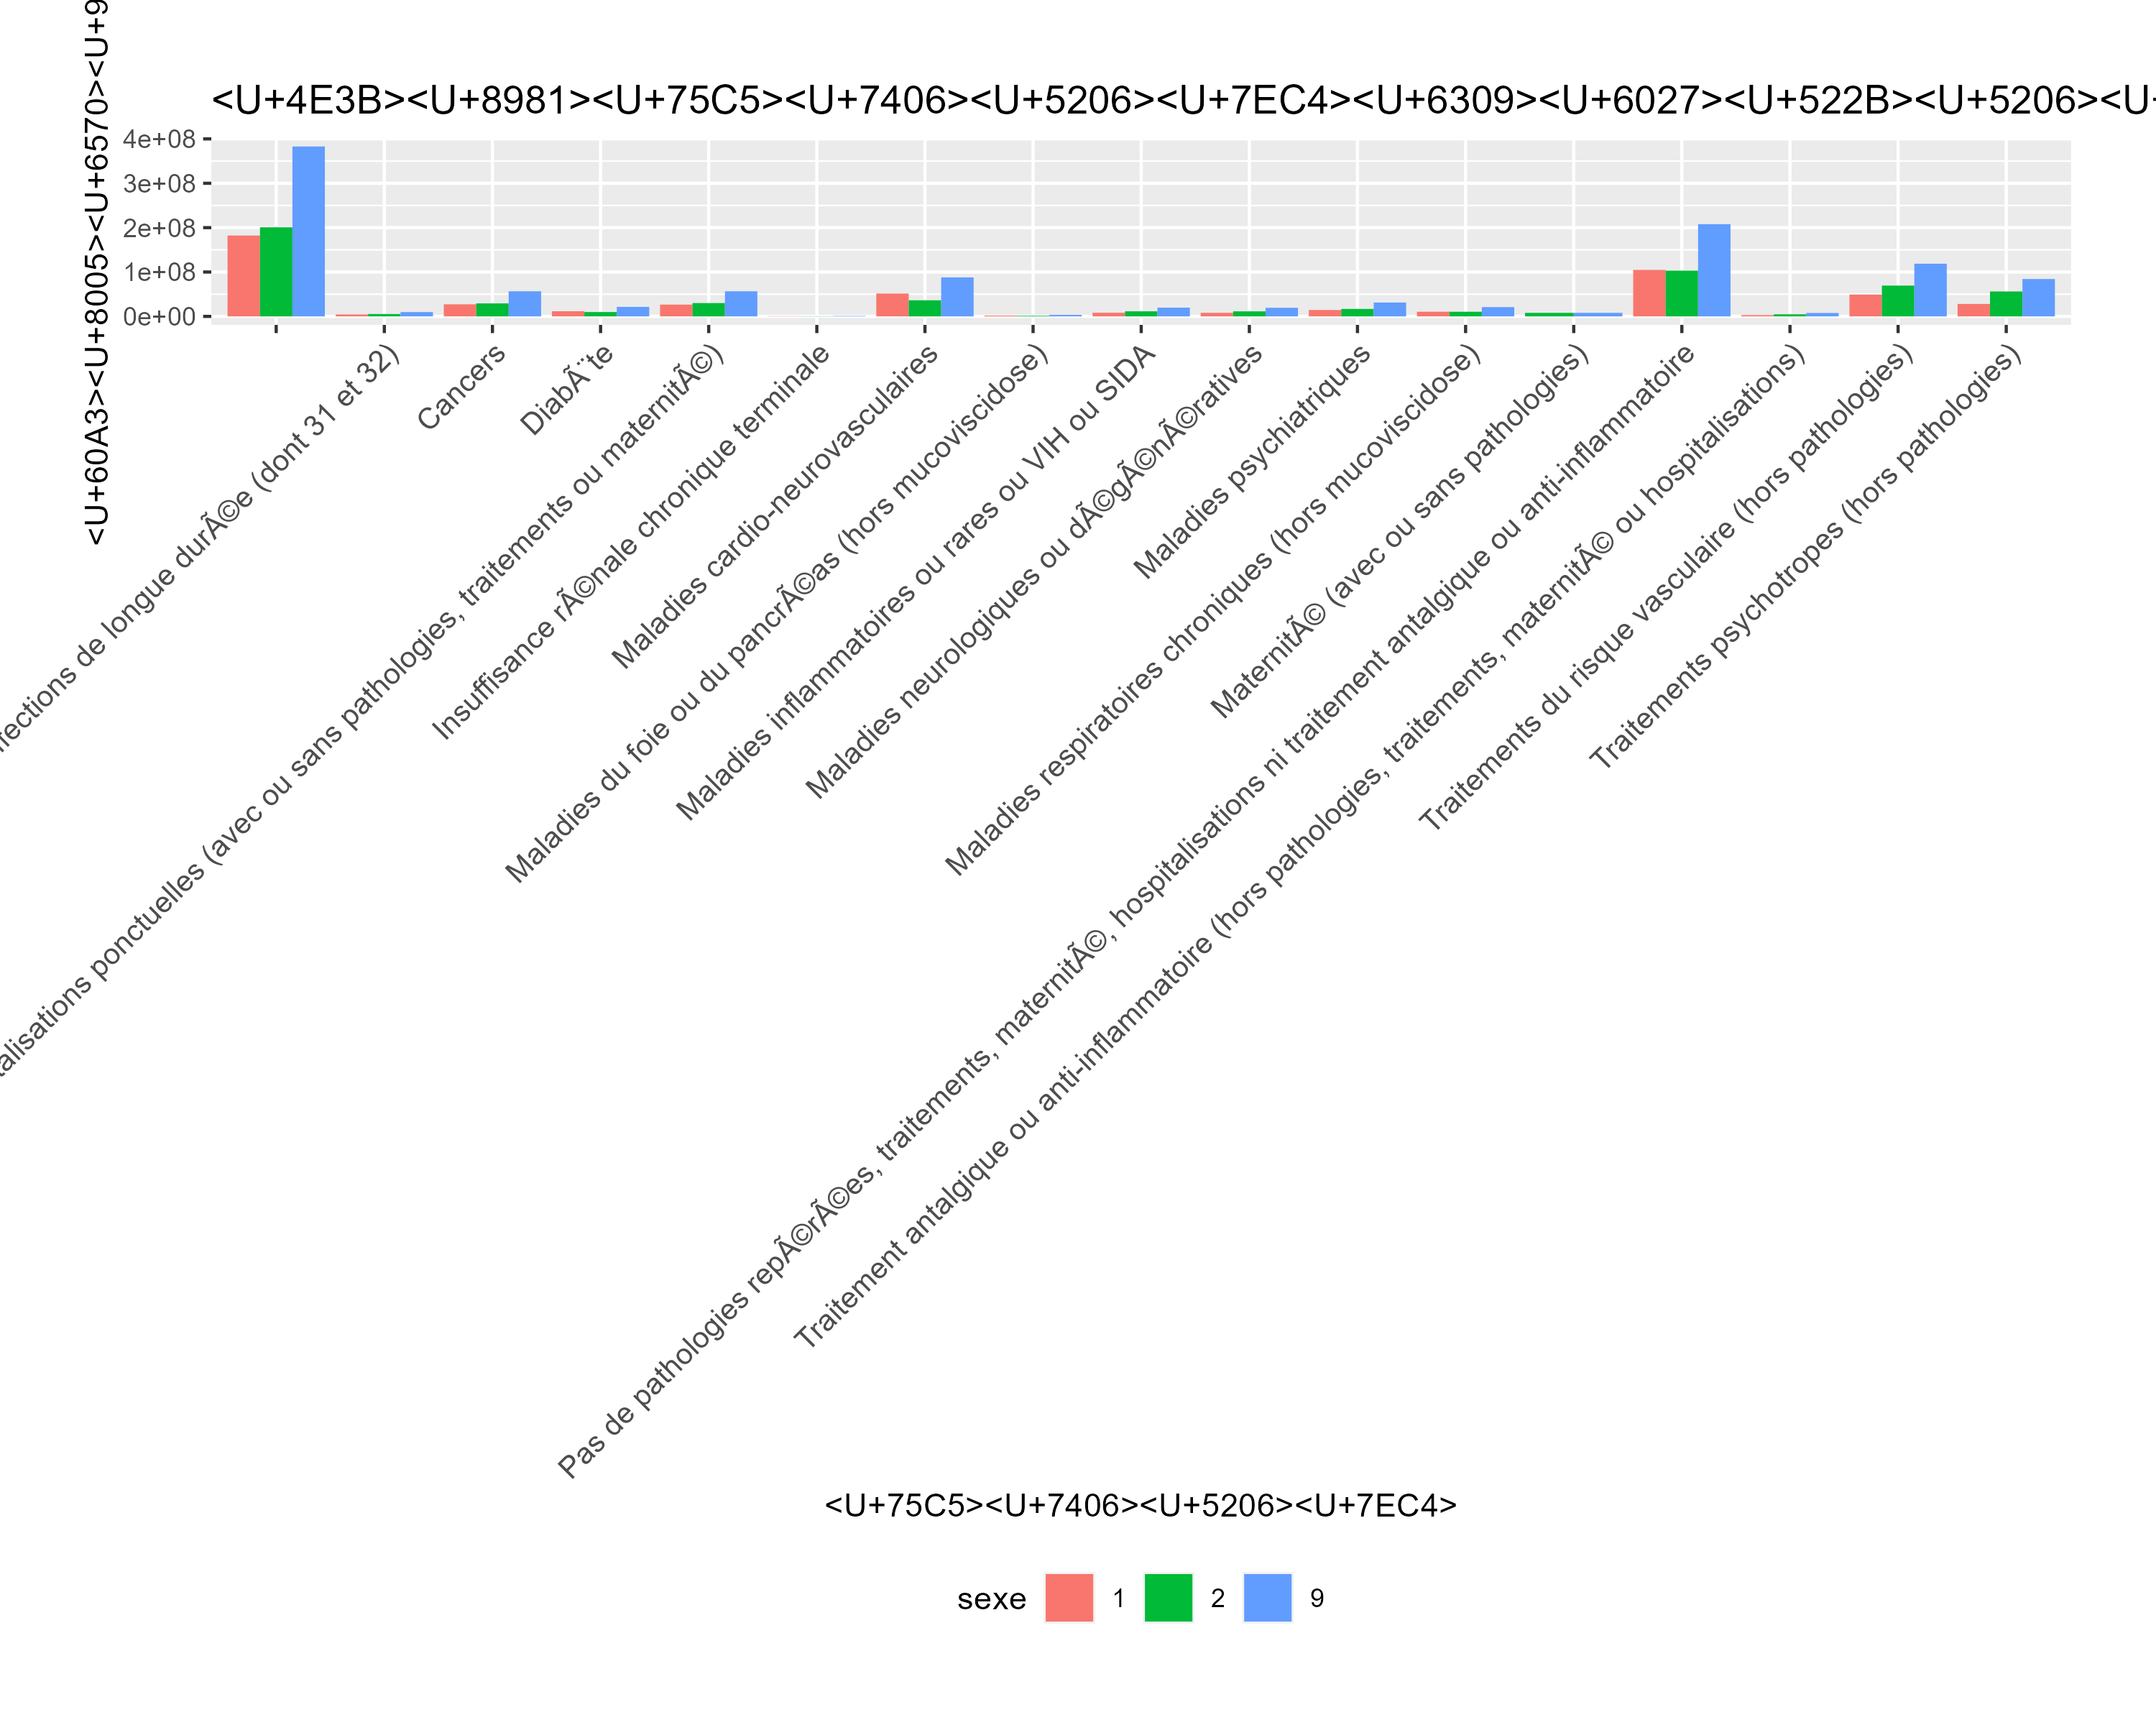 <U+4E3B><U+8981><U+75C5><U+7406><U+5206><U+7EC4><U+6309><U+6027><U+522B><U+5206><U+
<U+60A3><U+8005><U+6570><U+9
4e+08
3e+08
2e+08
1e+08
0e+00
ffections de longue durÃ©e (dont 31 et 32)
Cancers
DiabÃ¨te
alisations ponctuelles (avec ou sans pathologies, traitements ou maternitÃ©)
Insuffisance rÃ©nale chronique terminale
Maladies cardio-neurovasculaires
Maladies du foie ou du pancrÃ©as (hors mucoviscidose)
Maladies inflammatoires ou rares ou VIH ou SIDA
Maladies neurologiques ou dÃ©gÃ©nÃ©ratives
Maladies psychiatriques
Maladies respiratoires chroniques (hors mucoviscidose)
MaternitÃ© (avec ou sans pathologies)
Pas de pathologies repÃ©rÃ©es, traitements, maternitÃ©, hospitalisations ni traitement antalgique ou anti-inflammatoire
Traitement antalgique ou anti-inflammatoire (hors pathologies, traitements, maternitÃ© ou hospitalisations)
Traitements du risque vasculaire (hors pathologies)
Traitements psychotropes (hors pathologies)
<U+75C5><U+7406><U+5206><U+7EC4>
sexe 1 2 9